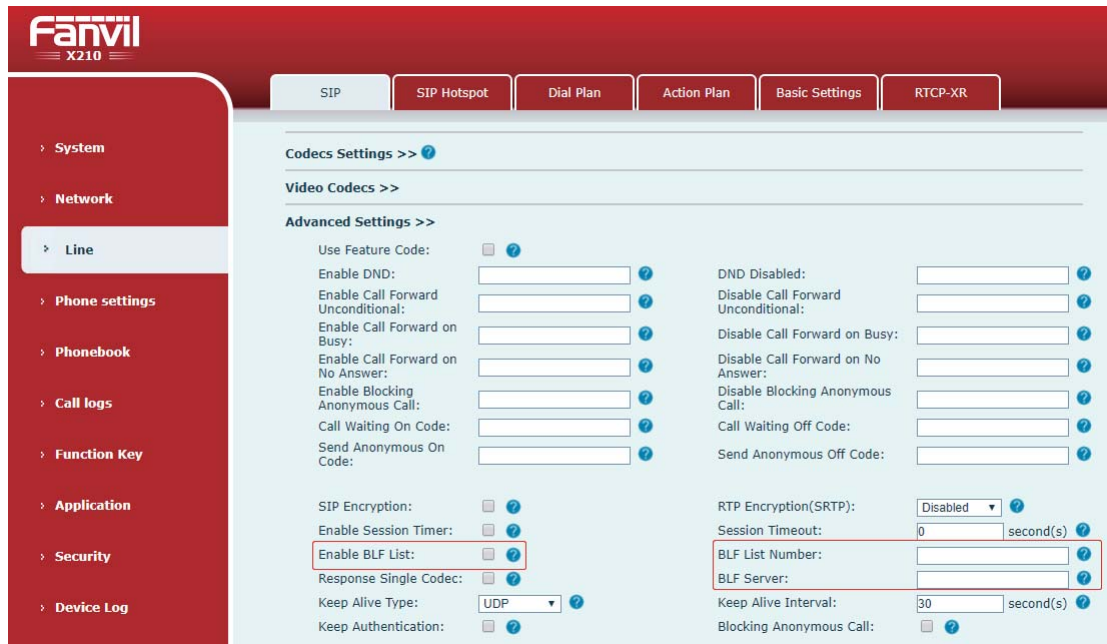 Fanvil
X210
SIP
SIP Hotspot
Dial Plan
Action Plan
Basic Settings
RTCP-XR
› System
› Network
› Line
› Phone settings
› Phonebook
› Call logs
› Function Key
› Application
› Security
› Device Log
Codecs Settings >> ?
Video Codecs >>
Advanced Settings >>
Use Feature Code: ?
Enable DND: ? DND Disabled: ?
Enable Call Forward
Unconditional: ? Disable Call Forward
Unconditional: ?
Enable Call Forward on
Busy: ? Disable Call Forward on Busy: ?
Enable Call Forward on
No Answer: ? Disable Call Forward on No
Answer: ?
Enable Blocking
Anonymous Call: ? Disable Blocking Anonymous
Call: ?
Call Waiting On Code: ? Call Waiting Off Code: ?
Send Anonymous On
Code: ? Send Anonymous Off Code: ?
SIP Encryption: ? RTP Encryption(SRTP): Disabled ?
Enable Session Timer: ? Session Timeout: 0 second(s) ?
Enable BLF List: ? BLF List Number: ?
Response Single Codec: ? BLF Server: ?
Keep Alive Type: UDP ? Keep Alive Interval: 30 second(s) ?
Keep Authentication: ? Blocking Anonymous Call: ?